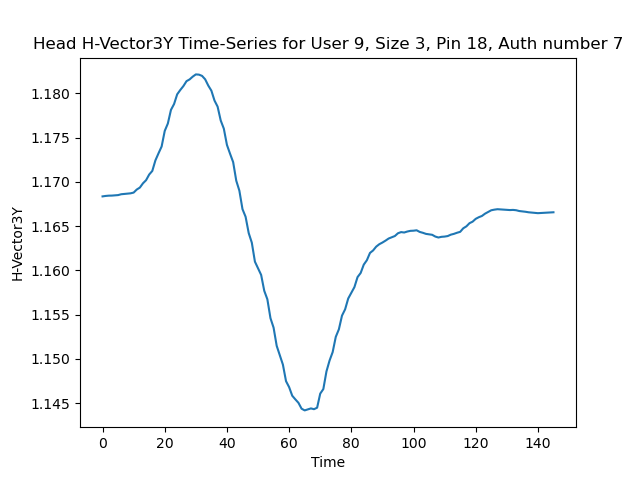 Head H-Vector3Y Time-Series for User 9, Size 3, Pin 18, Auth number 7
1.180
1.175
1.170
1.165
1.160
1.155
1.150
1.145
H-Vector3Y
0 20 40 60 80 100 120 140
Time